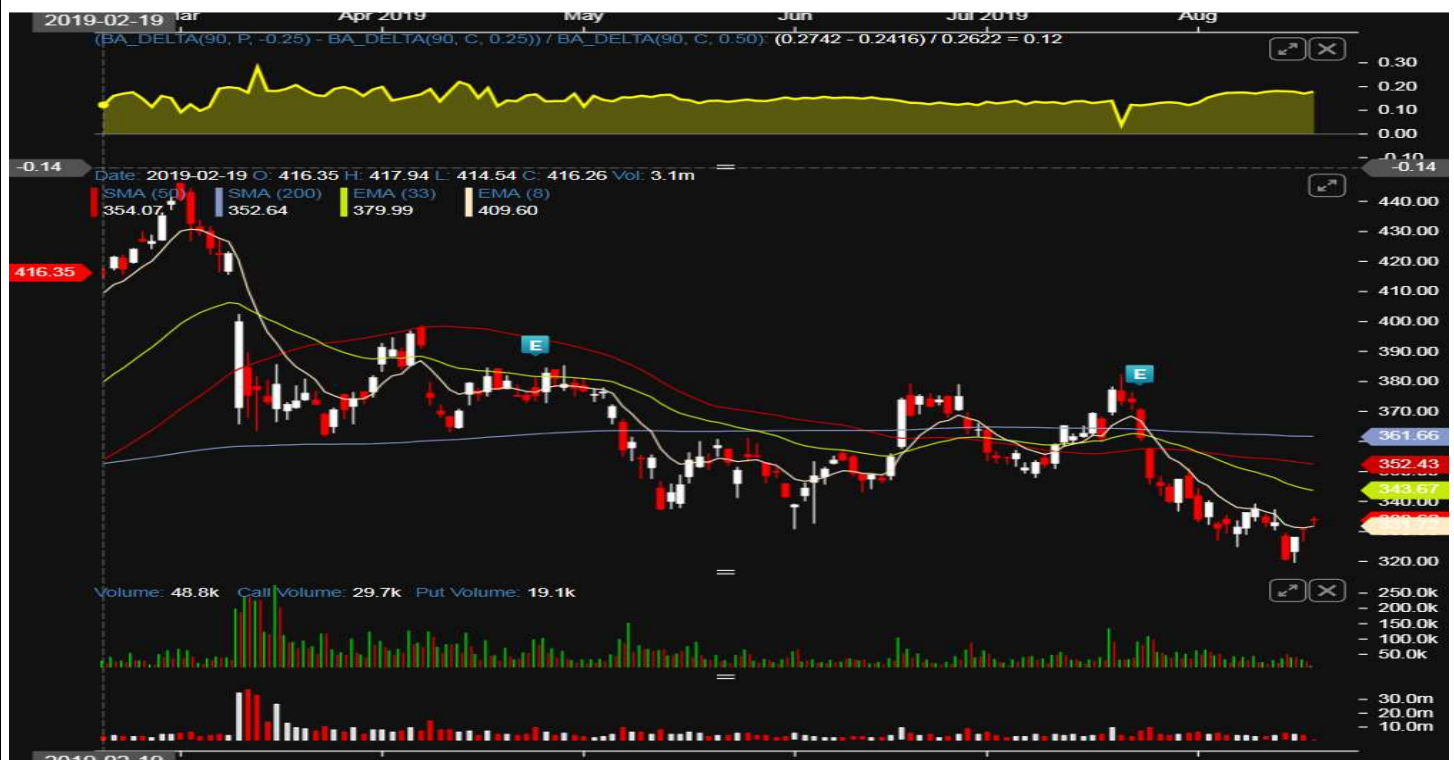 2019-02-19 Apr 2019 May Jun Jul 2019 Aug
(BA_DELTA(90, P, -0.25) - BA_DELTA(90, C, 0.25)) / BA_DELTA(90, C, 0.50): (0.2742 - 0.2416) / 0.2622 = 0.12
0.30
0.20
0.10
0.00
-0.14 -0.14
Date: 2019-02-19 O: 416.35 H: 417.94 L: 414.54 C: 416.26 Vol: 3.1m
SMA (50) SMA (200) EMA (33) EMA (8)
354.07 352.64 379.99 409.60
440.00
430.00
420.00
416.35
410.00
400.00
390.00
E
380.00
E
370.00
361.66
352.43
343.67
340.00
331.72
320.00
Volume: 48.8k Call Volume: 29.7k Put Volume: 19.1k
250.0k
200.0k
150.0k
100.0k
50.0k
30.0m
20.0m
10.0m
2019-02-19